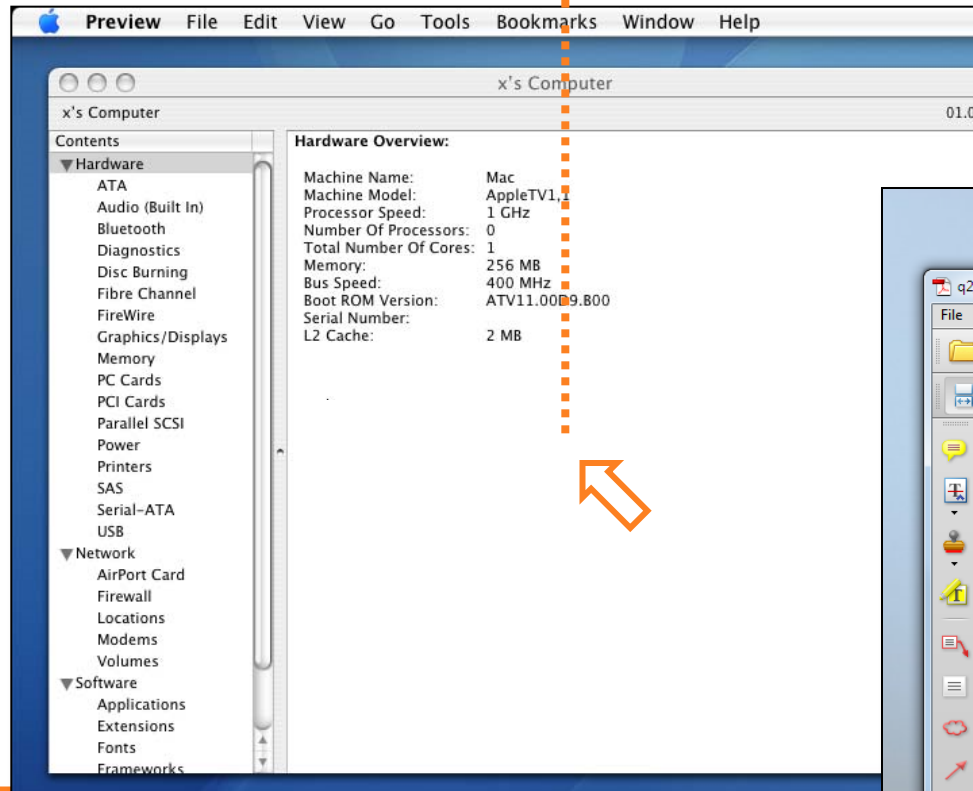 Preview File Edit View Go Tools Bookmarks Window Help
x's Computer
x's Computer 01.0
Contents
Hardware
ATA
Audio (Built In)
Bluetooth
Diagnostics
Disc Burning
Fibre Channel
FireWire
Graphics/Displays
Memory
PC Cards
PCI Cards
Parallel SCSI
Power
Printers
SAS
Serial-ATA
USB
Network
AirPort Card
Firewall
Locations
Modems
Volumes
Software
Applications
Extensions
Fonts
Frameworks
Hardware Overview:
Machine Name: Mac
Machine Model: AppleTV1,1
Processor Speed: 1 GHz
Number Of Processors: 0
Total Number Of Cores: 1
Memory: 256 MB
Bus Speed: 400 MHz
Boot ROM Version: ATV11.00D9.B00
Serial Number:
L2 Cache: 2 MB
q2
File